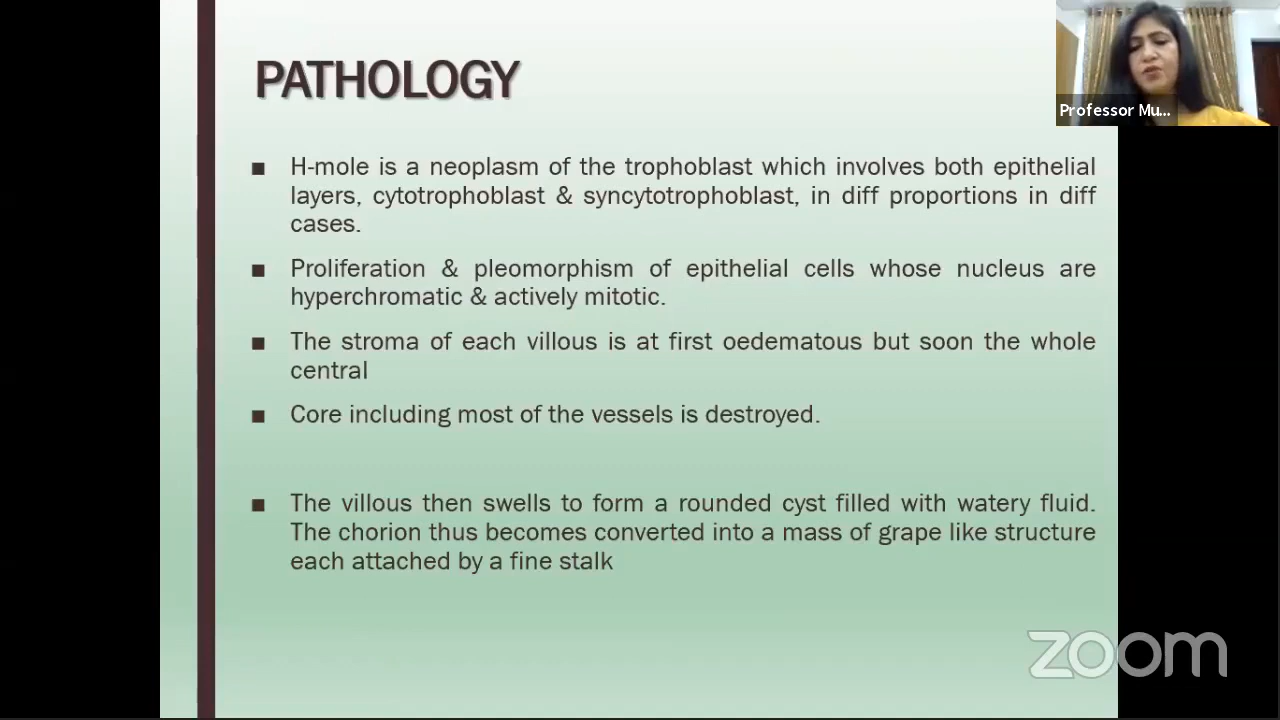 PATHOLOGY
Professor Mu...
■ H-mole is a neoplasm of the trophoblast which involves both epithelial
layers, cytotrophoblast & syncytotrophoblast, in diff proportions in diff
cases.
■ Proliferation & pleomorphism of epithelial cells whose nucleus are
hyperchromatic & actively mitotic.
■ The stroma of each villous is at first oedematous but soon the whole
central
■ Core including most of the vessels is destroyed.
■ The villous then swells to form a rounded cyst filled with watery fluid.
The chorion thus becomes converted into a mass of grape like structure
each attached by a fine stalk
zoom